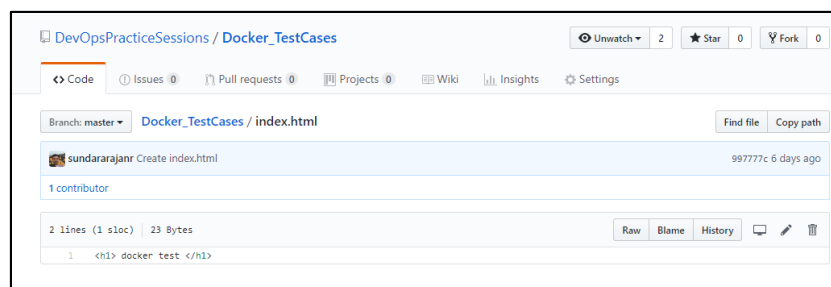 DevOpsPracticeSessions / Docker_TestCases
Unwatch 2 Star 0 Fork 0
Code Issues 0 Pull requests 0 Projects 0 Wiki Insights Settings
Branch: master Docker_TestCases / index.html Find file Copy path
sundararajanr Create index.html 997777c 6 days ago
1 contributor
2 lines (1 sloc) 23 Bytes Raw Blame History
1 <h1> docker test </h1>